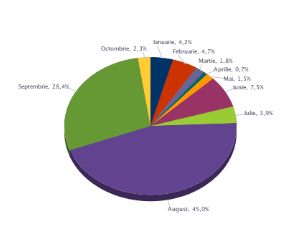 Ianuarie, 4,2%
Octombrie, 2,3%
Februarie, 4,7%
Martie, 1,8%
Aprilie, 0,7%
Mai, 1,5%
Iunie, 7,5%
Septembrie, 28,4%
Iulie, 3,9%
August, 45,0%